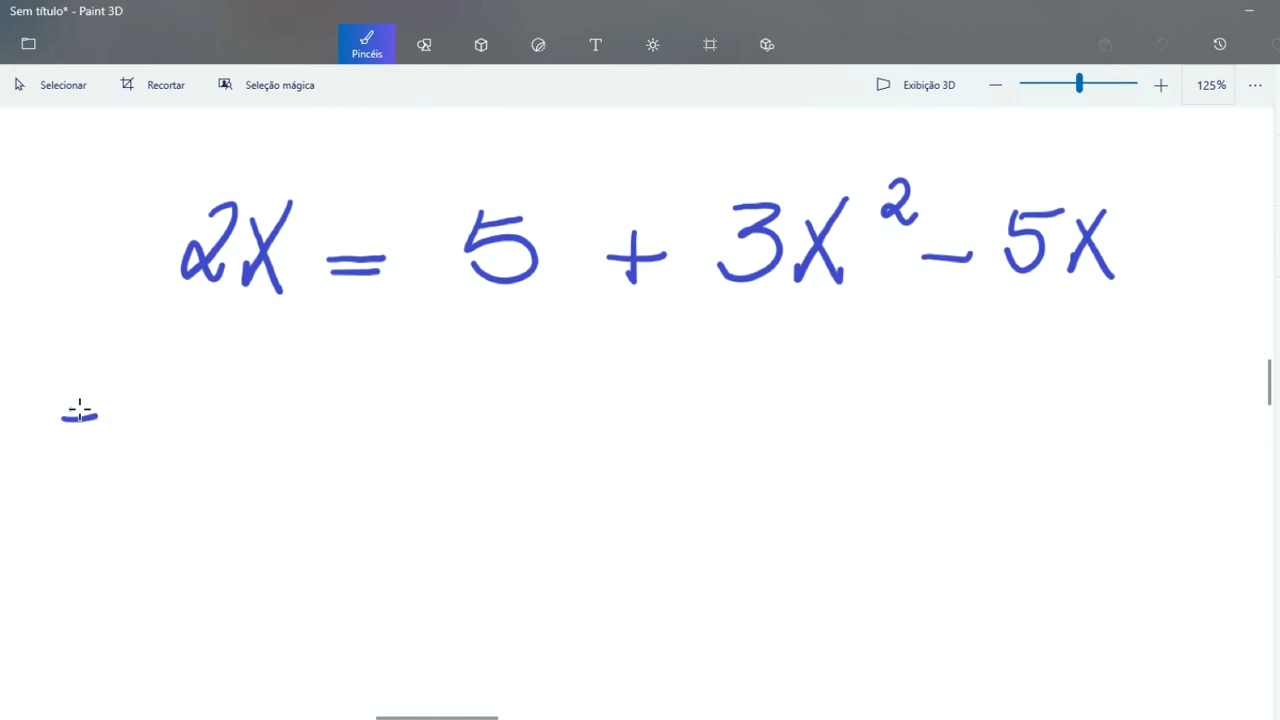 Sem título* - Paint 3D
Pincéis
Selecionar Recortar Seleção mágica Exibição 3D 125%
2X = 5 + 3X² - 5X
-